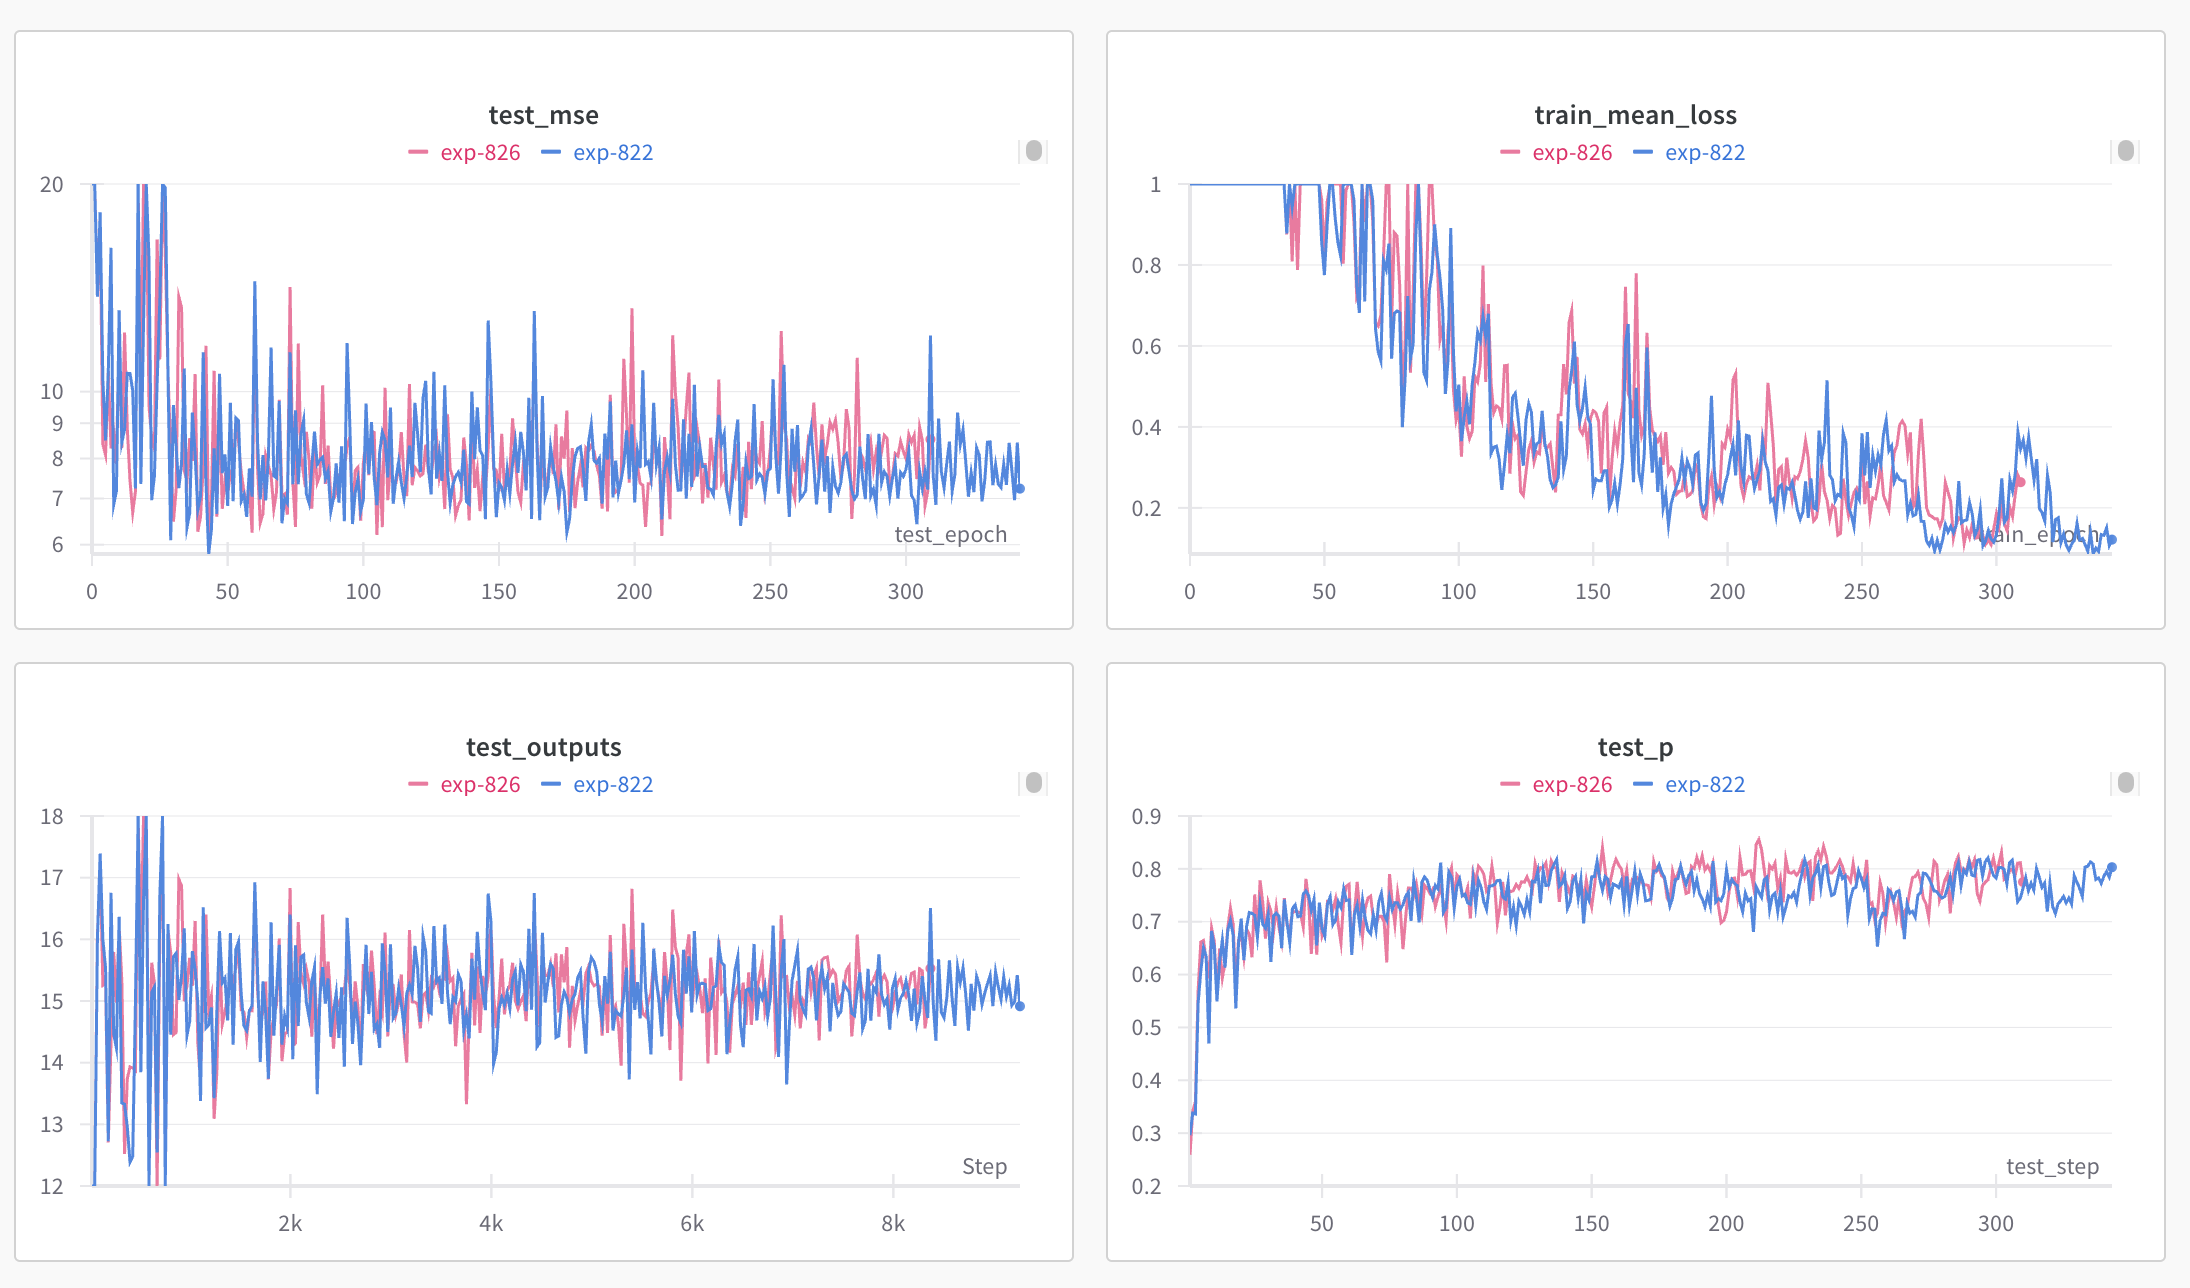 test_mse
exp-826 exp-822
20
10
9
8
7
6
test_epoch
0 50 100 150 200 250 300
train_mean_loss
exp-826 exp-822
1
0.8
0.6
0.4
0.2
train_epoch
0 50 100 150 200 250 300
test_outputs
exp-826 exp-822
18
17
16
15
14
13
12
Step
2k 4k 6k 8k
test_p
exp-826 exp-822
0.9
0.8
0.7
0.6
0.5
0.4
0.3
0.2
test_step
50 100 150 200 250 300